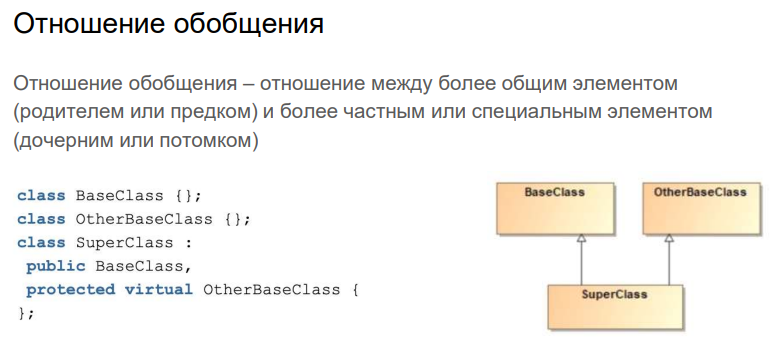 Отношение обобщения
Отношение обобщения – отношение между более общим элементом
(родителем или предком) и более частным или специальным элементом
(дочерним или потомком)
class BaseClass {};
class OtherBaseClass {};
class SuperClass :
public BaseClass,
protected virtual OtherBaseClass {
};
BaseClass
OtherBaseClass
SuperClass